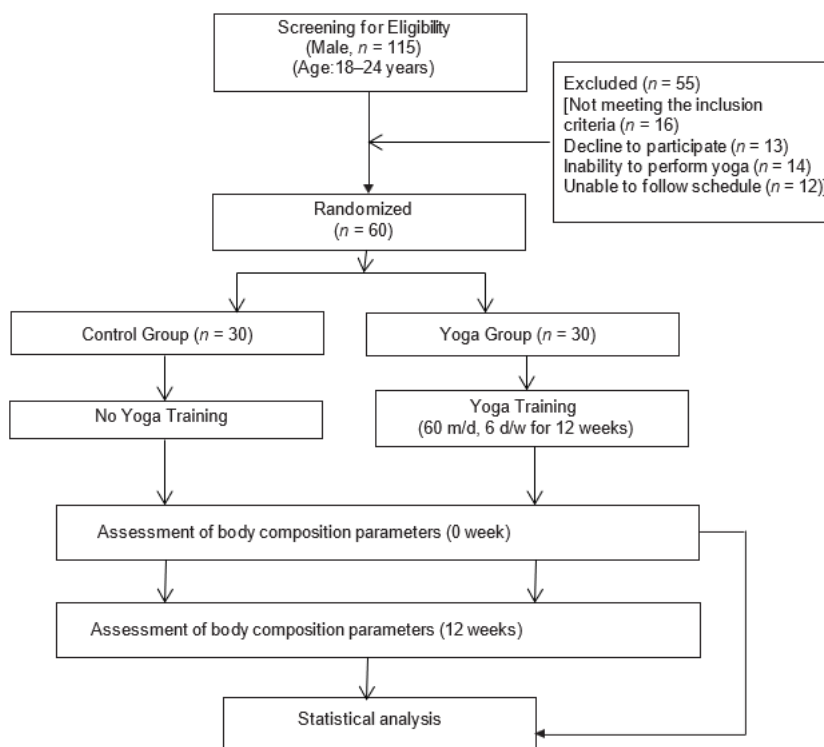 Screening for Eligibility
(Male, n = 115)
(Age:18–24 years)
Excluded (n = 55)
[Not meeting the inclusion
criteria (n = 16)
Decline to participate (n = 13)
Inability to perform yoga (n = 14)
Unable to follow schedule (n = 12)]
Randomized
(n = 60)
Control Group (n = 30)
Yoga Group (n = 30)
No Yoga Training
Yoga Training
(60 m/d, 6 d/w for 12 weeks)
Assessment of body composition parameters (0 week)
Assessment of body composition parameters (12 weeks)
Statistical analysis